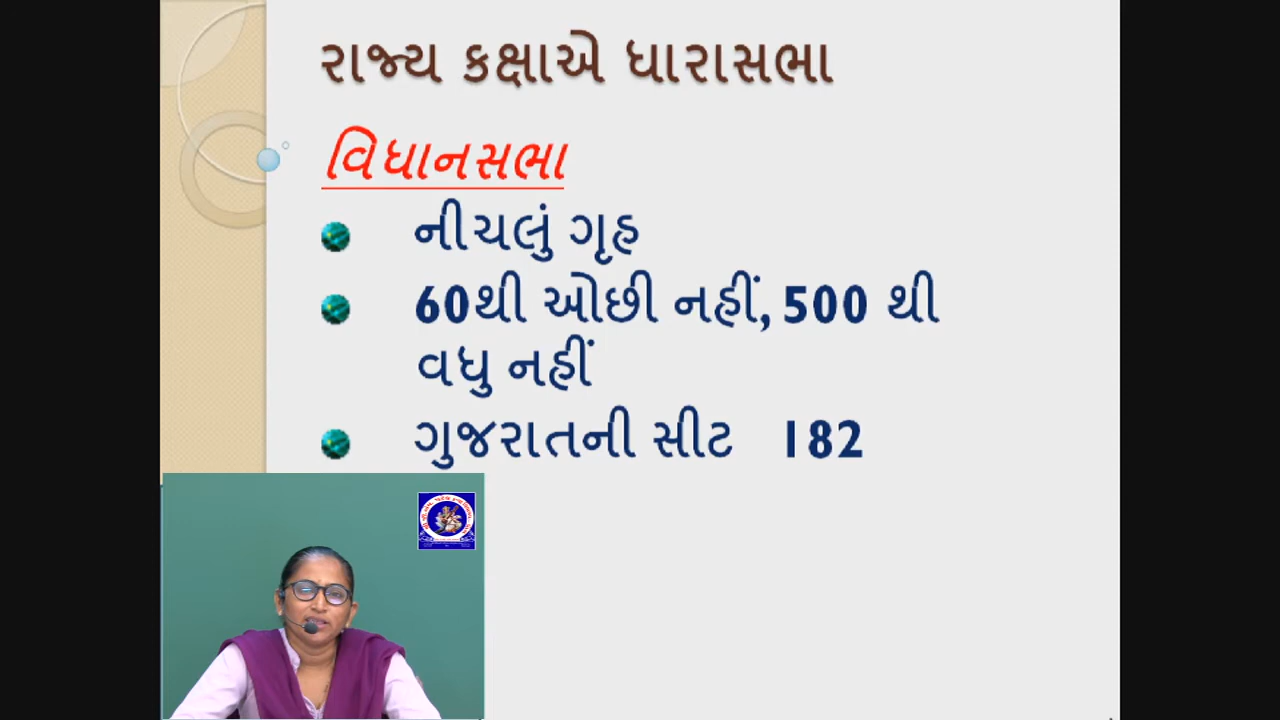 રાજ્ય કક્ષાએ ધારાસભા
વિધાનસભા
નીચલું ગૃહ
60થી ઓછી નહીં, 500 થી
વધુ નહીં
ગુજરાતની સીટ 182